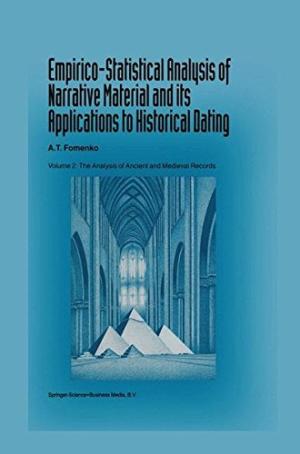 Empirico-Statistical Analysis of
Narrative Material and its
Applications to Historical Dating
A.T. Fomenko
Volume 2: The Analysis of Ancient and Mediaeval Records
Springer-Science+Business Media, B.V.